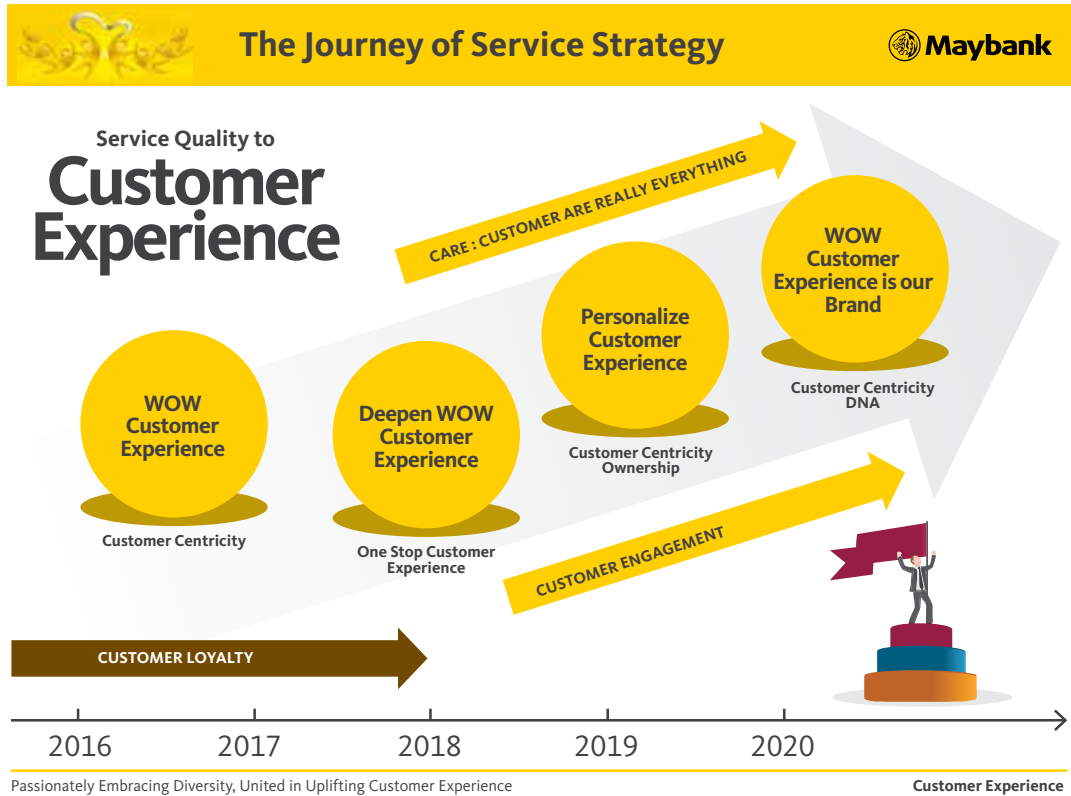 The Journey of Service Strategy
Maybank
Service Quality to
Customer
Experience
CARE : CUSTOMER ARE REALLY EVERYTHING
WOW
Customer
Experience is our
Brand
Customer Centricity
DNA
Personalize
Customer
Experience
Customer Centricity
Ownership
WOW
Customer
Experience
Customer Centricity
Deepen WOW
Customer
Experience
One Stop Customer
Experience
CUSTOMER ENGAGEMENT
CUSTOMER LOYALTY
2016
2017
2018
2019
2020
Passionately Embracing Diversity, United in Uplifting Customer Experience
Customer Experience